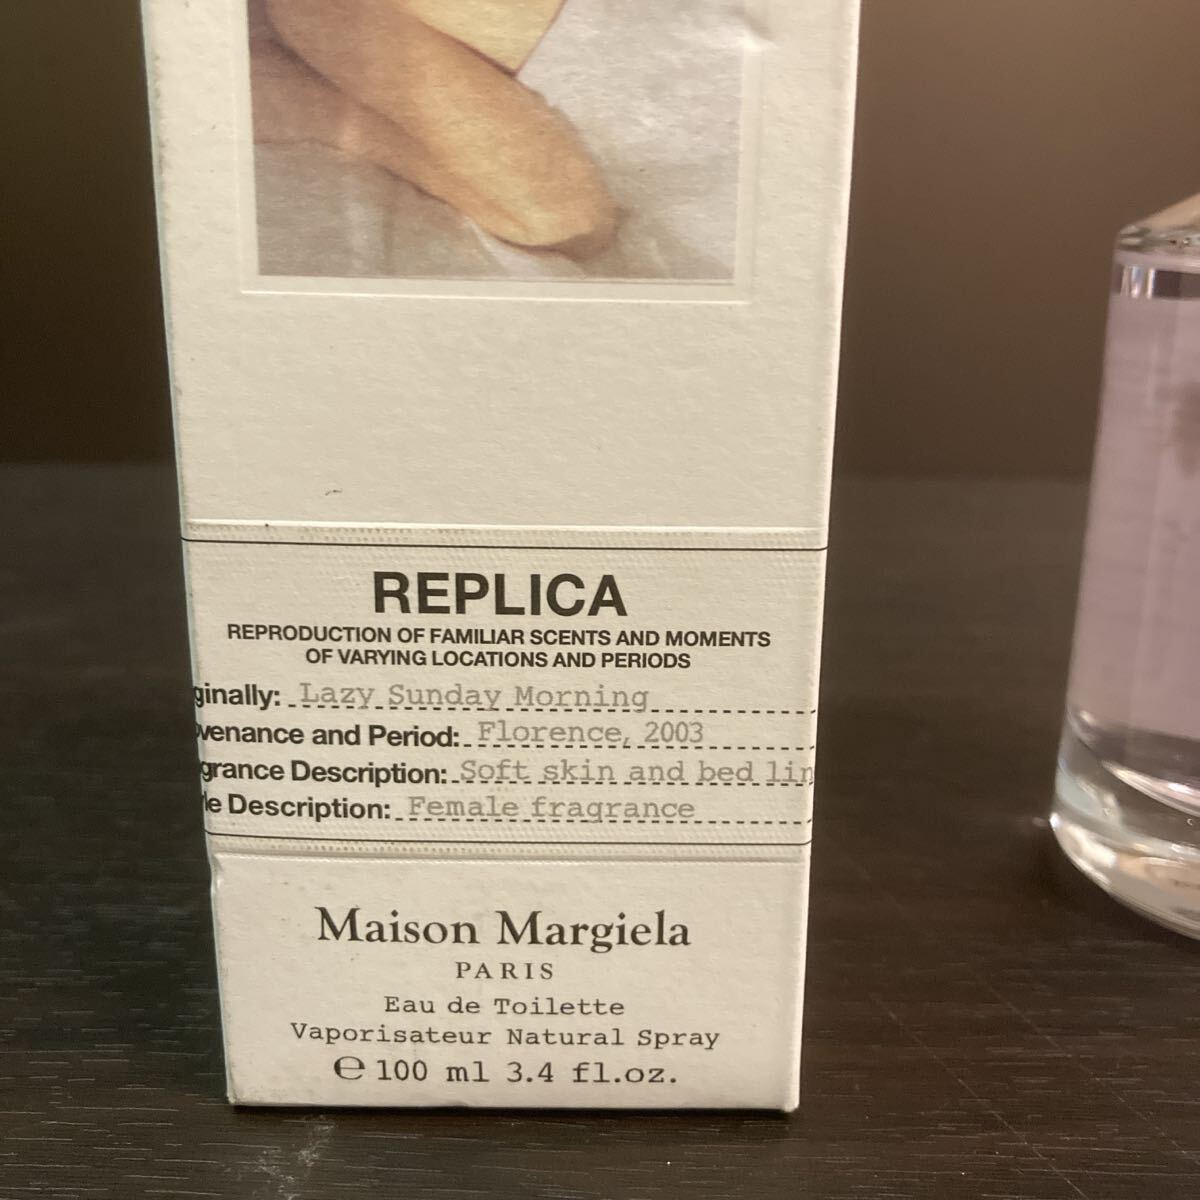 REPLICA
REPRODUCTION OF FAMILIAR SCENTS AND MOMENTS
OF VARYING LOCATIONS AND PERIODS
ginally: Lazy Sunday Morning
venance and Period: Florence, 2003
grance Description: Soft skin and bed lin
le Description: Female fragrance
Maison Margiela
PARIS
Eau de Toilette
Vaporisateur Natural Spray
℮ 100 ml 3.4 fl.oz.